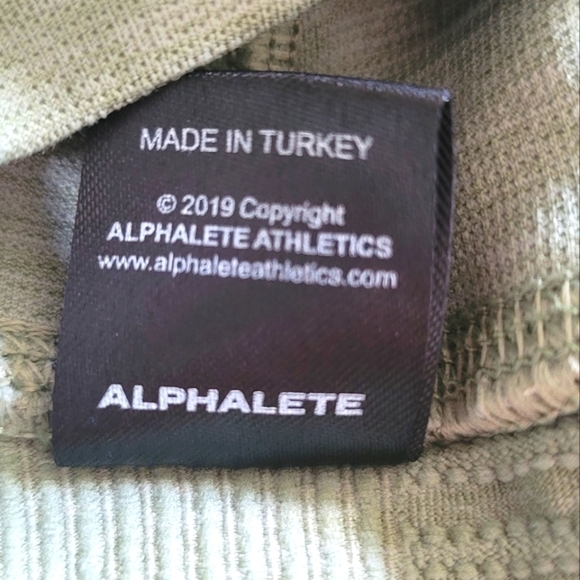 MADE IN TURKEY
© 2019 Copyright
ALPHALETE ATHLETICS
www.alphaleteathletics.com
ALPHALETE